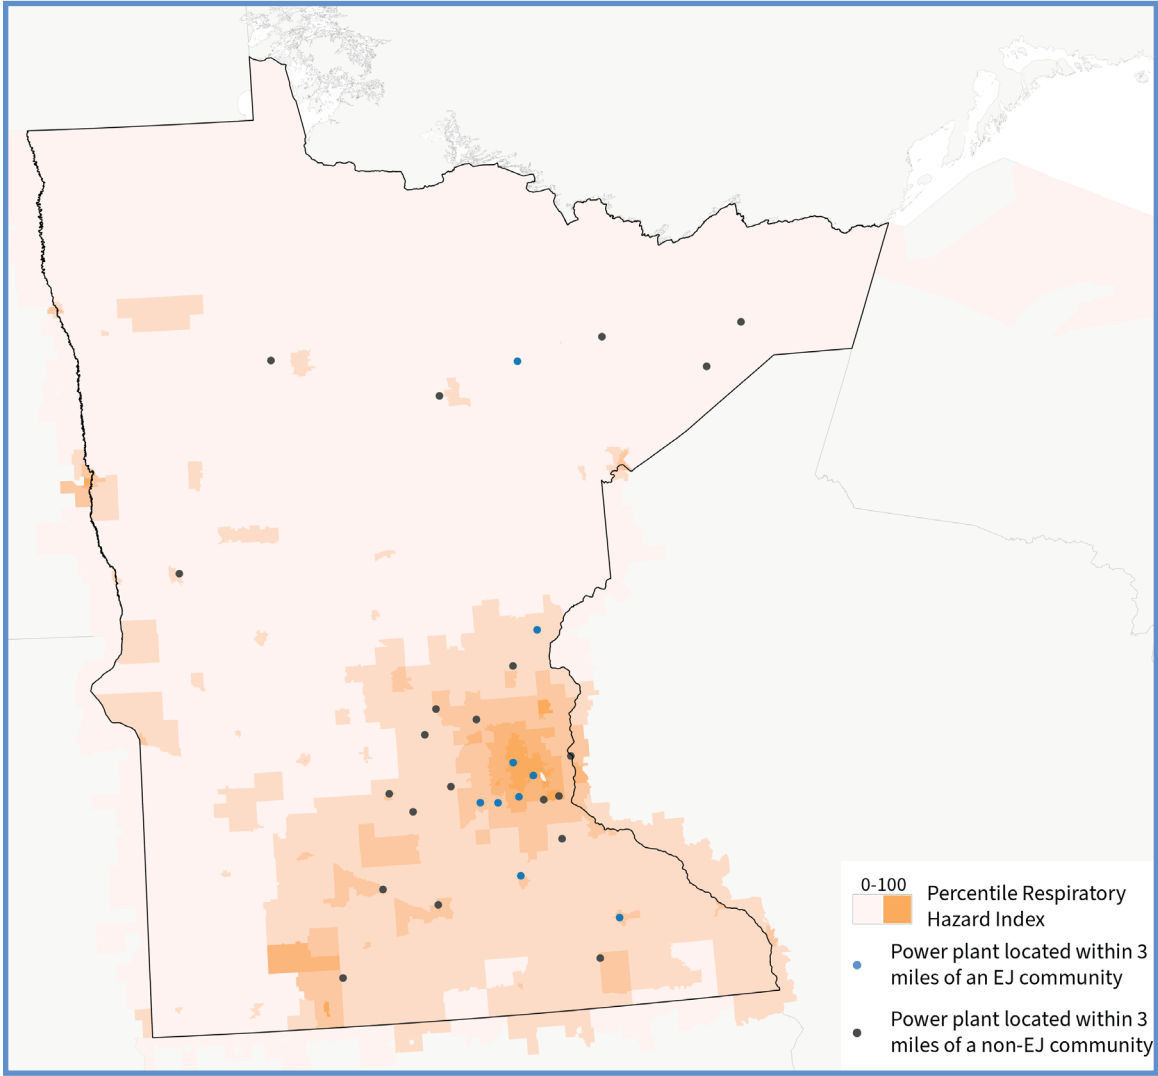 0-100
Percentile Respiratory
Hazard Index
Power plant located within 3
miles of an EJ community
Power plant located within 3
miles of a non-EJ community